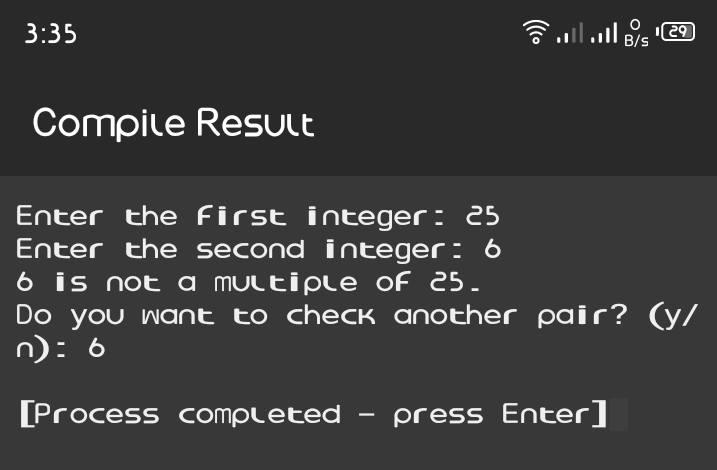 3:35
0 B/s
29
Compile Result
Enter the first integer: 25
Enter the second integer: 6
6 is not a multiple of 25.
Do you want to check another pair? (y/
n): 6
[Process completed - press Enter]